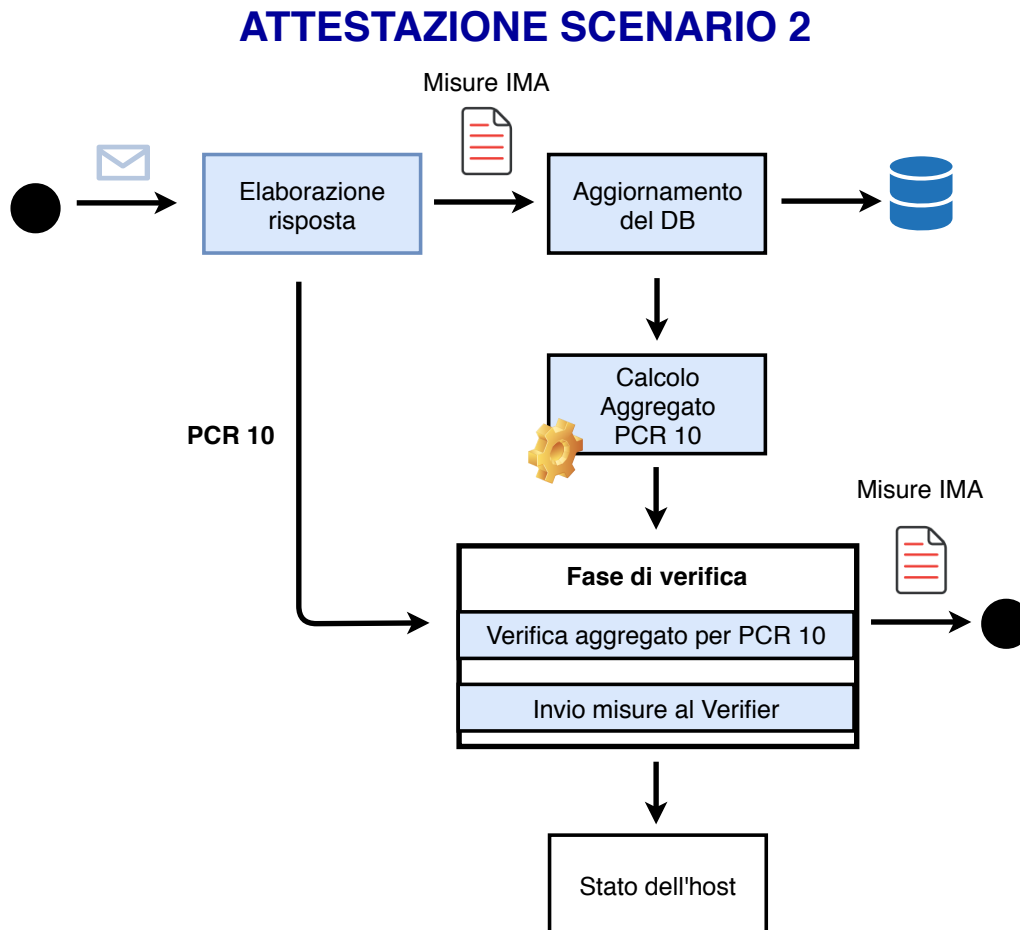 ATTESTAZIONE SCENARIO 2
Misure IMA
Elaborazione
risposta
Aggiornamento
del DB
Calcolo
Aggregato
PCR 10
PCR 10
Misure IMA
Fase di verifica
Verifica aggregato per PCR 10
Invio misure al Verifier
Stato dell'host